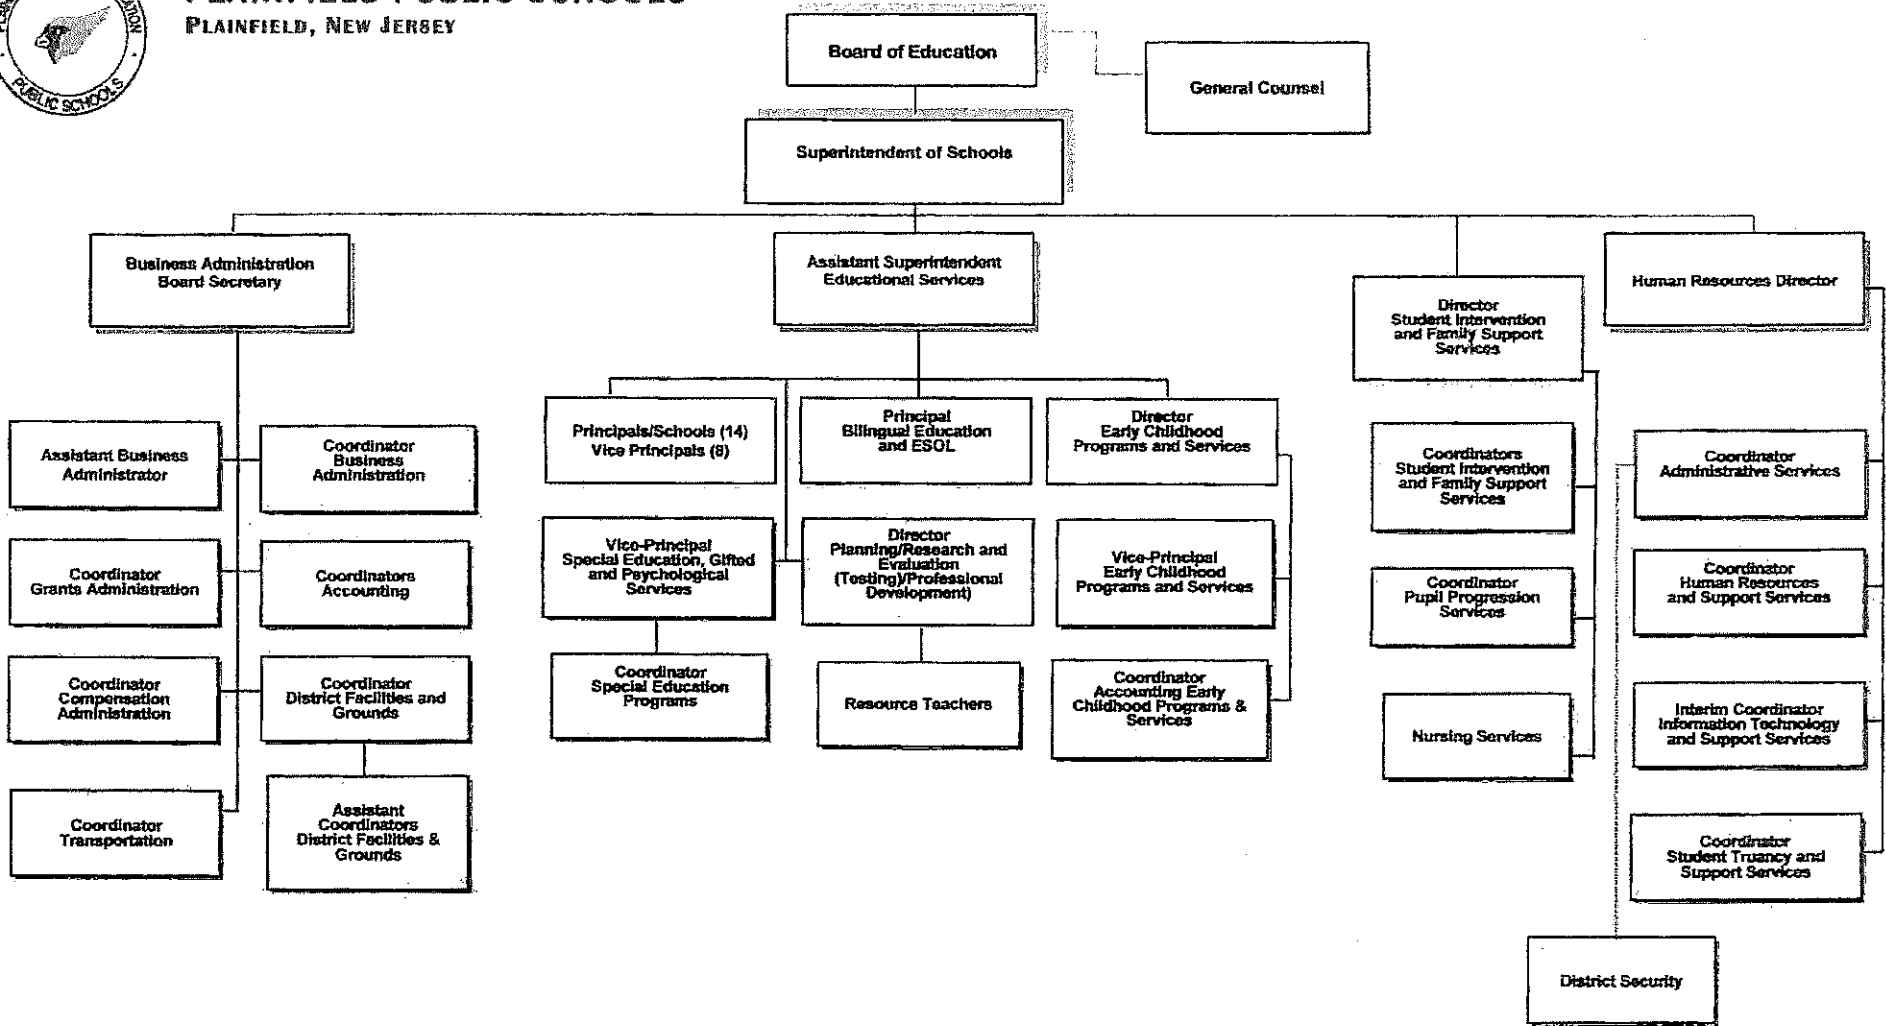 PLAINFIELD PUBLIC SCHOOLS
PLAINFIELD, NEW JERSEY
PUBLIC SCHOOLS
Board of Education
General Counsel
Superintendent of Schools
Business Administration
Board Secretary
Assistant Superintendent
Educational Services
Director
Student Intervention
and Family Support
Services
Human Resources Director
Assistant Business
Administrator
Coordinator
Business
Administration
Coordinator
Grants Administration
Coordinators
Accounting
Coordinator
Compensation
Administration
Coordinator
District Facilities and
Grounds
Coordinator
Transportation
Assistant
Coordinators
District Facilities &
Grounds
Principals/Schools (14)
Vice Principals (8)
Principal
Bilingual Education
and ESOL
Director
Early Childhood
Programs and Services
Vice-Principal
Special Education, Gifted
and Psychological
Services
Director
Planning/Research and
Evaluation
(Testing)/Professional
Development)
Vice-Principal
Early Childhood
Programs and Services
Coordinator
Special Education
Programs
Resource Teachers
Coordinator
Accounting Early
Childhood Programs &
Services
Coordinators
Student Intervention
and Family Support
Services
Coordinator
Pupil Progression
Services
Nursing Services
Coordinator
Administrative Services
Coordinator
Human Resources
and Support Services
Interim Coordinator
Information Technology
and Support Services
Coordinator
Student Truancy and
Support Services
District Security